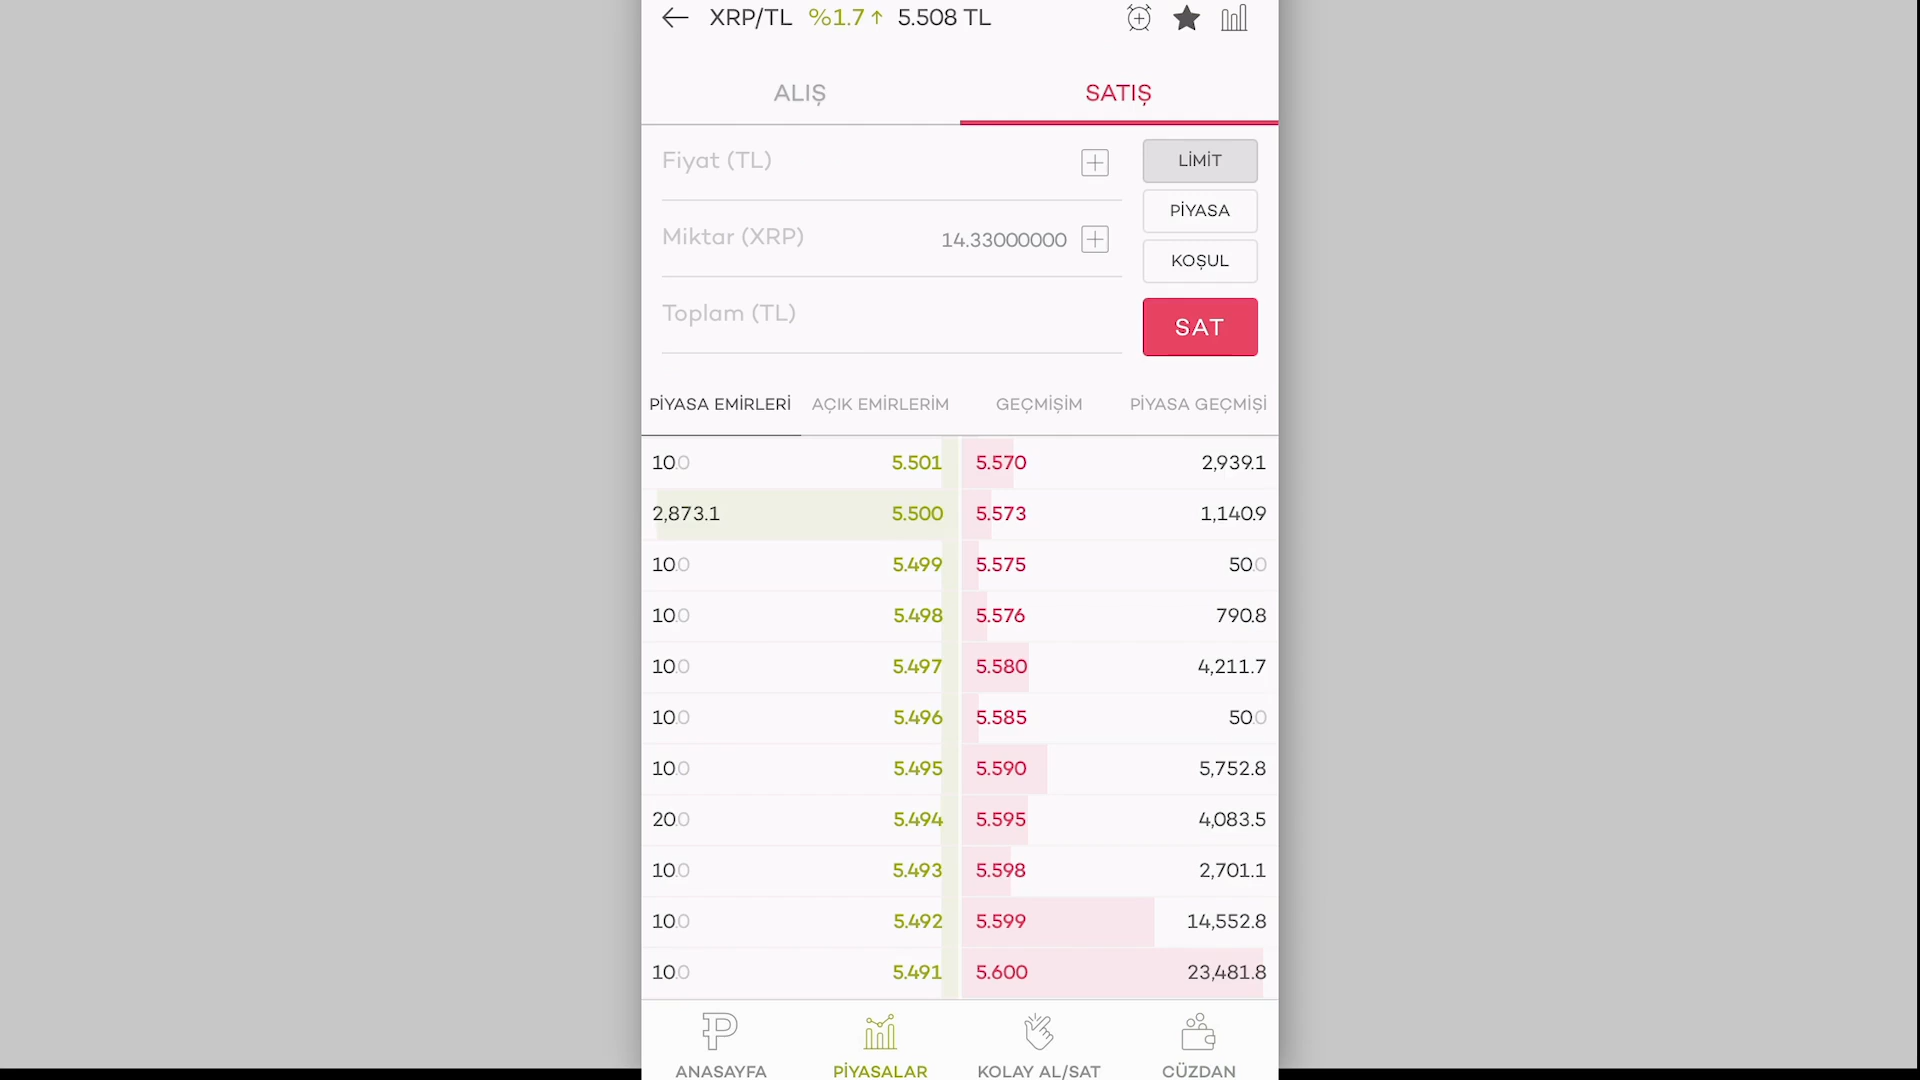 XRP/TL %1.7 ↑ 5.508 TL
ALIŞ SATIŞ
Fiyat (TL) LİMİT
PİYASA
Miktar (XRP) 14.33000000
KOŞUL
Toplam (TL) SAT
PİYASA EMİRLERİ AÇIK EMİRLERİM GEÇMİŞİM PİYASA GEÇMİŞİ
10.0 5.501 5.570 2,939.1
2,873.1 5.500 5.573 1,140.9
10.0 5.499 5.575 50.0
10.0 5.498 5.576 790.8
10.0 5.497 5.580 4,211.7
10.0 5.496 5.585 50.0
10.0 5.495 5.590 5,752.8
20.0 5.494 5.595 4,083.5
10.0 5.493 5.598 2,701.1
10.0 5.492 5.599 14,552.8
10.0 5.491 5.600 23,481.8
ANASAYFA PİYASALAR KOLAY AL/SAT CÜZDAN